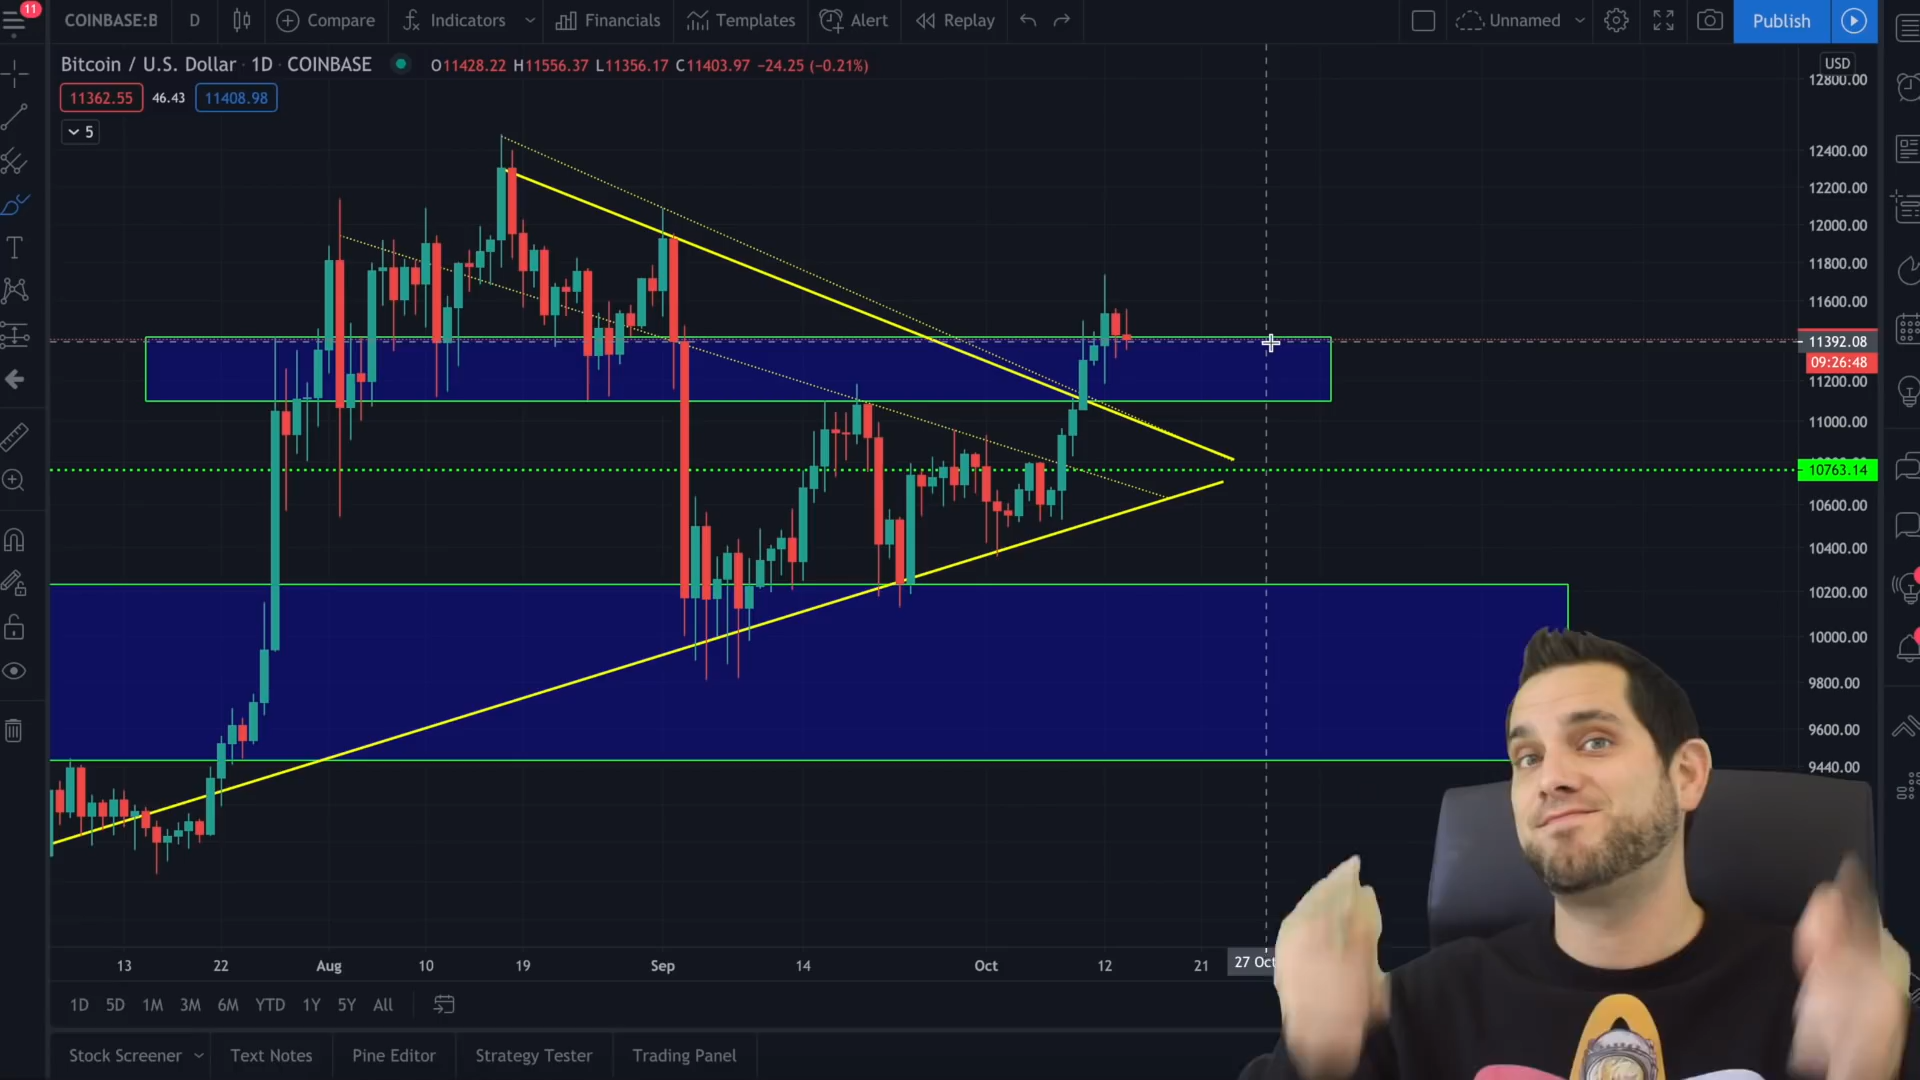 11
COINBASE:B D Compare Indicators Financials Templates Alert Replay Unnamed Publish
Bitcoin / U.S. Dollar · 1D · COINBASE O11428.22 H11556.37 L11356.17 C11403.97 −24.25 (−0.21%)
11362.55 46.43 11408.98
5
USD
12800.00
12400.00
12200.00
12000.00
11800.00
11600.00
11392.08
09:26:48
11200.00
11000.00
10763.14
10600.00
10400.00
10200.00
10000.00
9800.00
9600.00
9440.00
13 22 Aug 10 19 Sep 14 Oct 12 21 27 Oct
1D 5D 1M 3M 6M YTD 1Y 5Y All
Stock Screener Text Notes Pine Editor Strategy Tester Trading Panel